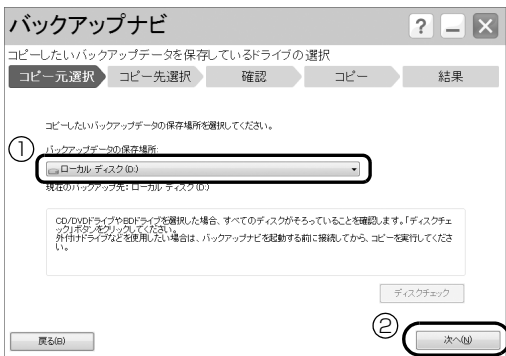 バックアップナビ
? - ×
コピーしたいバックアップデータを保存しているドライブの選択
コピー元選択 コピー先選択 確認 コピー 結果
コピーしたいバックアップデータの保存場所を選択してください。
① バックアップデータの保存場所:
ローカル ディスク (D:)
現在のバックアップ先: ローカル ディスク (D:)
CD/DVDドライブやBDドライブを選択した場合、すべてのディスクがそろっていることを確認します。「ディスクチェ
ック」ボタンをクリックしてください。
外付けドライブなどを使用したい場合は、バックアップナビを起動する前に接続してから、コピーを実行してくださ
い。
ディスクチェック
②
戻る(B) 次へ(N)